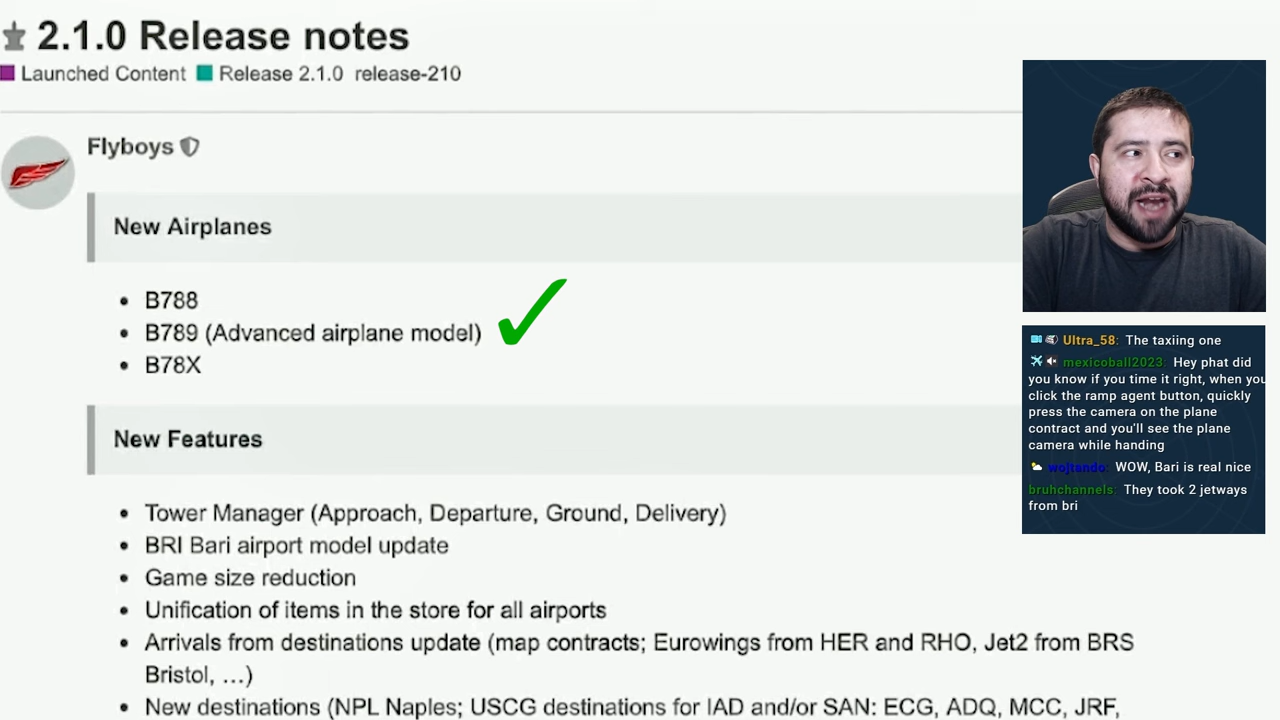 2.1.0 Release notes
Launched Content Release 2.1.0 release-210
Flyboys
New Airplanes
• B788
• B789 (Advanced airplane model)
• B78X
New Features
• Tower Manager (Approach, Departure, Ground, Delivery)
• BRI Bari airport model update
• Game size reduction
• Unification of items in the store for all airports
• Arrivals from destinations update (map contracts; Eurowings from HER and RHO, Jet2 from BRS
Bristol, …)
• New destinations (NPL Naples; USCG destinations for IAD and/or SAN: ECG, ADQ, MCC, JRF,
Ultra_58: The taxiing one
mexicoball2023: Hey phat did
you know if you time it right, when you
click the ramp agent button, quickly
press the camera on the plane
contract and you'll see the plane
camera while handing
wojtando: WOW, Bari is real nice
bruhchannels: They took 2 jetways
from bri